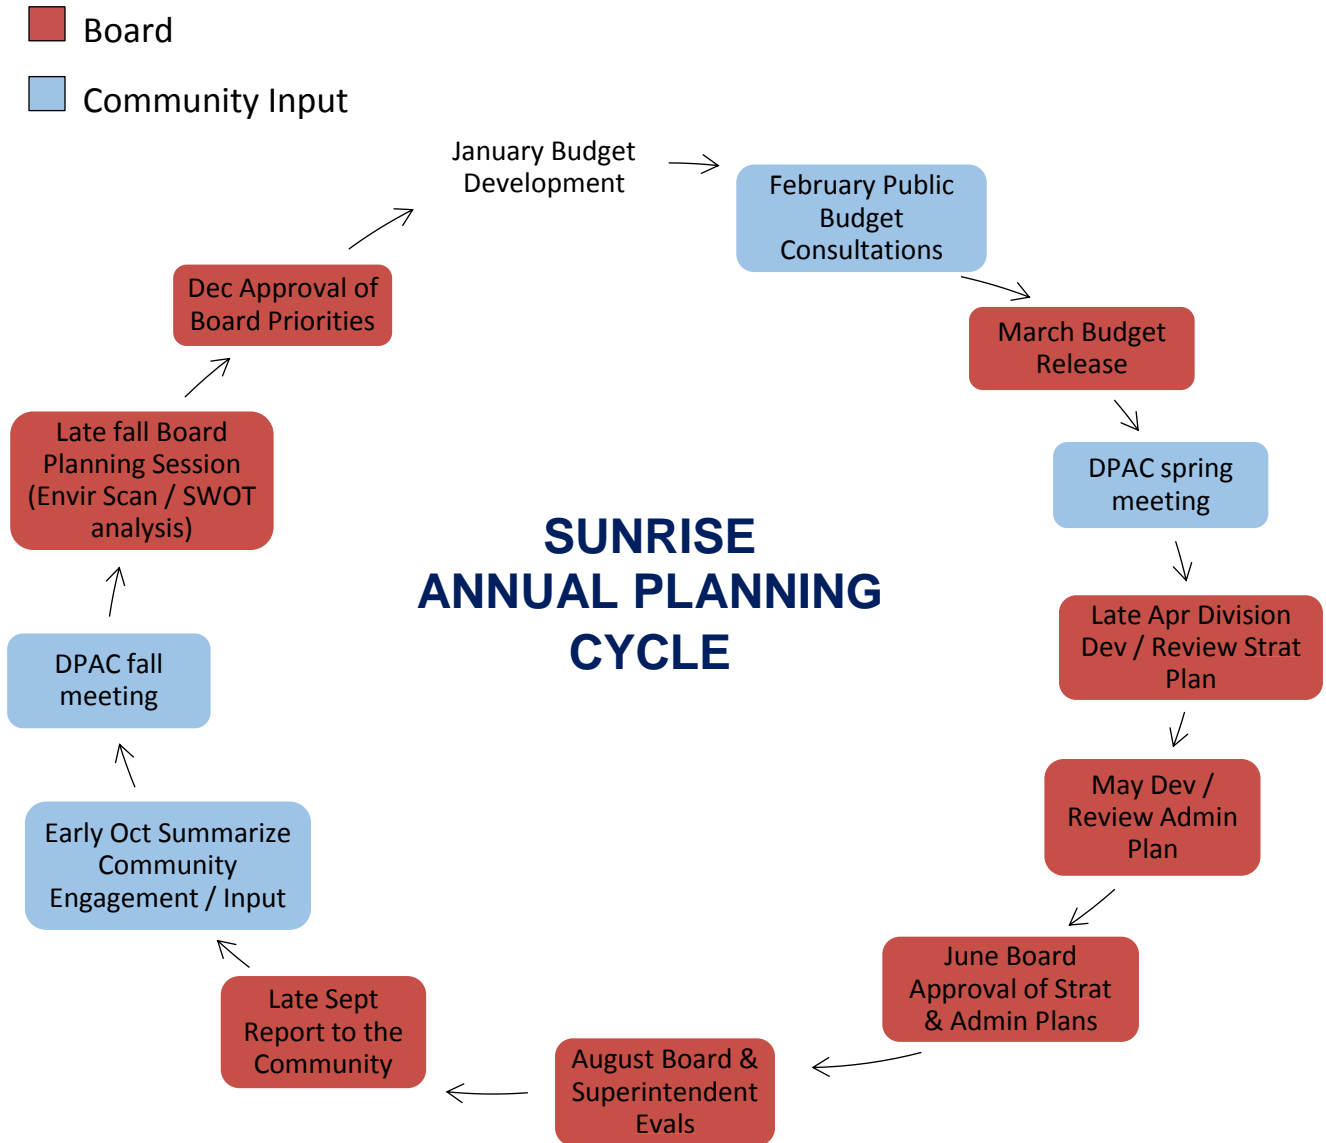 Board
Community Input
January Budget
Development
February Public
Budget
Consultations
March Budget
Release
DPAC spring
meeting
Late Apr Division
Dev / Review Strat
Plan
May Dev /
Review Admin
Plan
June Board
Approval of Strat
& Admin Plans
August Board &
Superintendent
Evals
Late Sept
Report to the
Community
Early Oct Summarize
Community
Engagement / Input
DPAC fall
meeting
Late fall Board
Planning Session
(Envir Scan / SWOT
analysis)
Dec Approval of
Board Priorities
SUNRISE
ANNUAL PLANNING
CYCLE